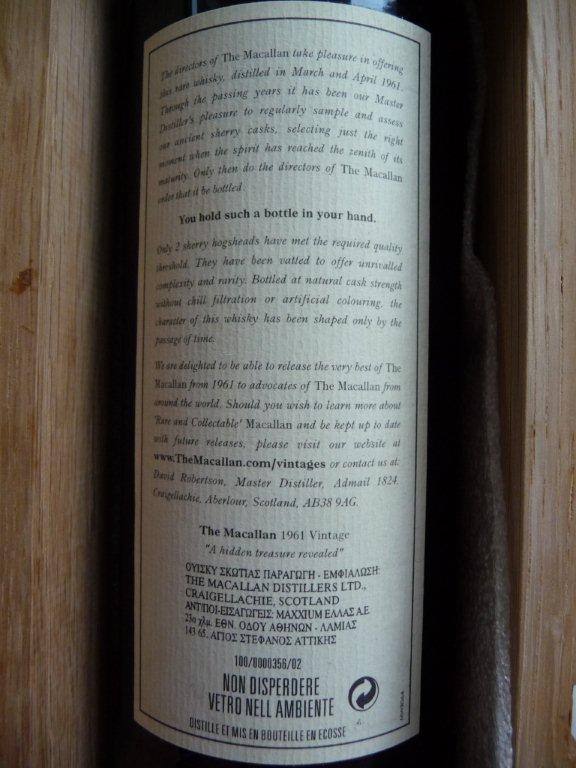 The directors of The Macallan take pleasure in offering
this rare whisky, distilled in March and April 1961.
Through the passing years it has been our Master
Distiller's pleasure to regularly sample and assess
our ancient sherry casks, selecting just the right
moment when the spirit has reached the zenith of its
maturity. Only then do the directors of The Macallan
order that it be bottled.
You hold such a bottle in your hand.
Only 2 sherry hogsheads have met the required quality
threshold. They have been vatted to offer unrivalled
complexity and rarity. Bottled at natural cask strength
without chill filtration or artificial colouring, the
character of this whisky has been shaped only by the
passage of time.
We are delighted to be able to release the very best of The
Macallan from 1961 to advocates of The Macallan from
around the world. Should you wish to learn more about
'Rare and Collectable' Macallan and be kept up to date
with future releases, please visit our website at
www.TheMacallan.com/vintages or contact us at:
David Robertson, Master Distiller, Admail 1824,
Craigellachie, Aberlour, Scotland, AB38 9AG.
The Macallan 1961 Vintage
"A hidden treasure revealed"
ΟΥΙΣΚΥ ΣΚΩΤΙΑΣ ΠΑΡΑΓΩΓΗ - ΕΜΦΙΑΛΩΣΗ:
THE MACALLAN DISTILLERS LTD.,
CRAIGELLACHIE, SCOTLAND
ΑΝΤΙΠΟΙ-ΕΙΣΑΓΩΓΕΙΣ: MAXXIUM ΕΛΛΑΣ Α.Ε.
23ο χλμ. ΕΘΝ. ΟΔΟΥ ΑΘΗΝΩΝ - ΛΑΜΙΑΣ
143 65, ΑΓΙΟΣ ΣΤΕΦΑΝΟΣ ΑΤΤΙΚΗΣ
100/0000356/02
NON DISPERDERE
VETRO NELL AMBIENTE
DISTILLE ET MIS EN BOUTEILLE EN ECOSSE